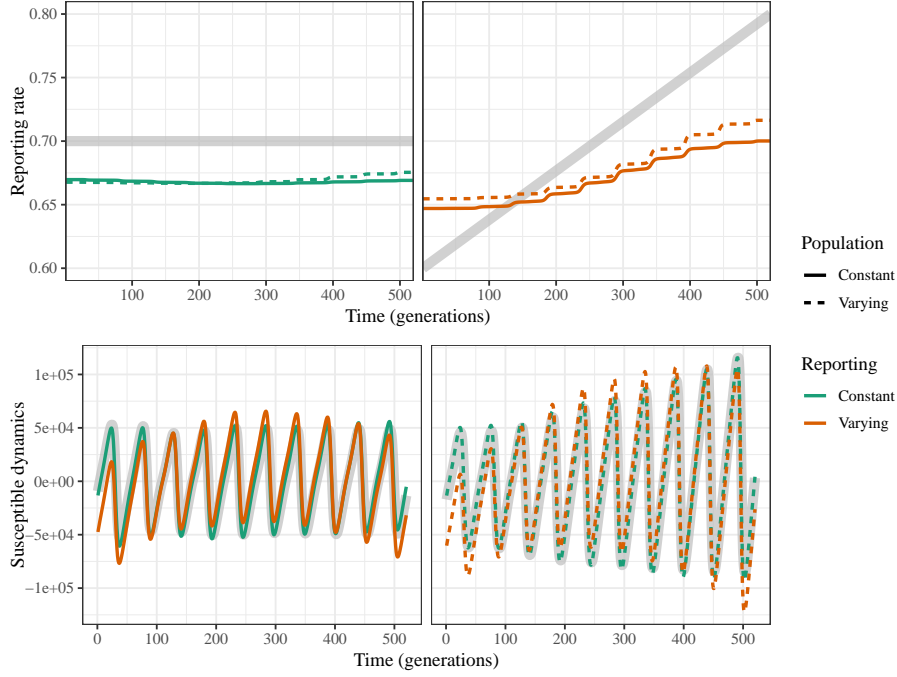 0.80
0.75
0.70
0.65
0.60
Reporting rate
100 200 300 400 500
100 200 300 400 500
Time (generations)
Population
Constant
Varying
Reporting
Constant
Varying
1e+05
5e+04
0e+00
−5e+04
−1e+05
Susceptible dynamics
0 100 200 300 400 500
0 100 200 300 400 500
Time (generations)